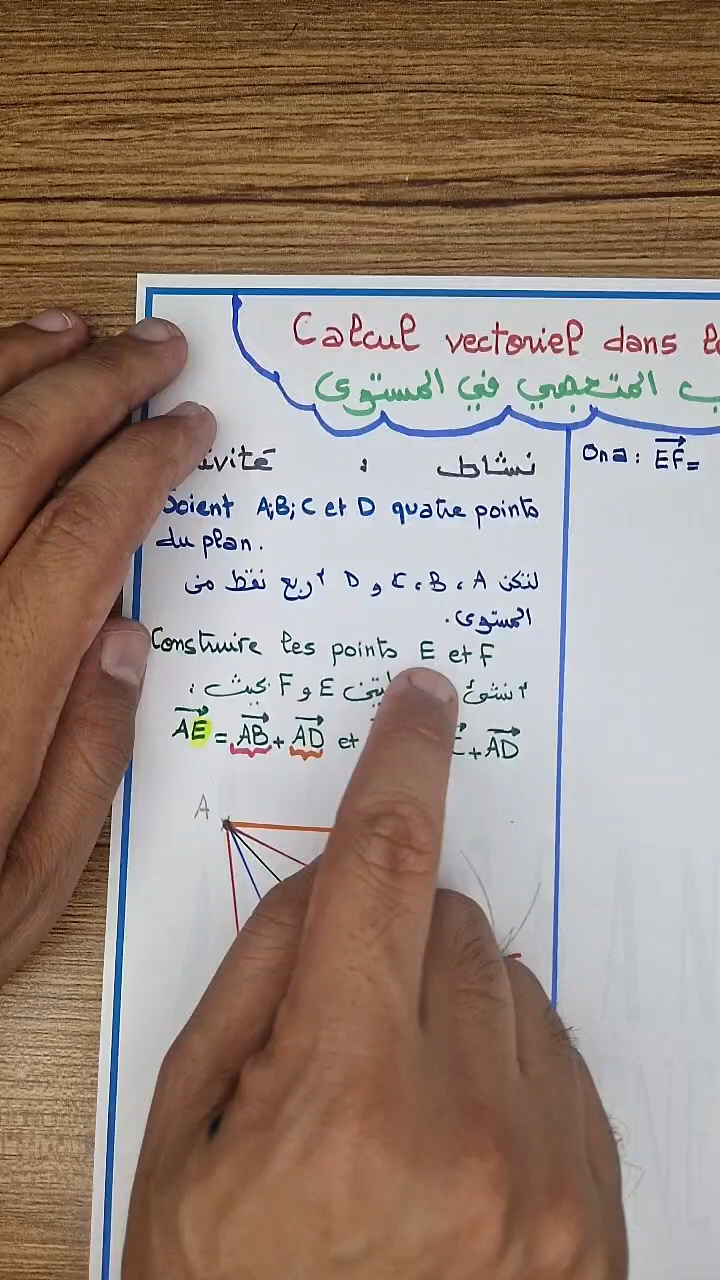 Calcul vectoriel dans
المتجهي في المستوى
نشاط :
Soient A;B;C et D quatre points
du plan.
لتكن A ، B ، C و D أربع نقط من
المستوى.
Construire les points E et F
أنشئ E و F بحيث :
AE = AB + AD et + AD
A
On a : EF =